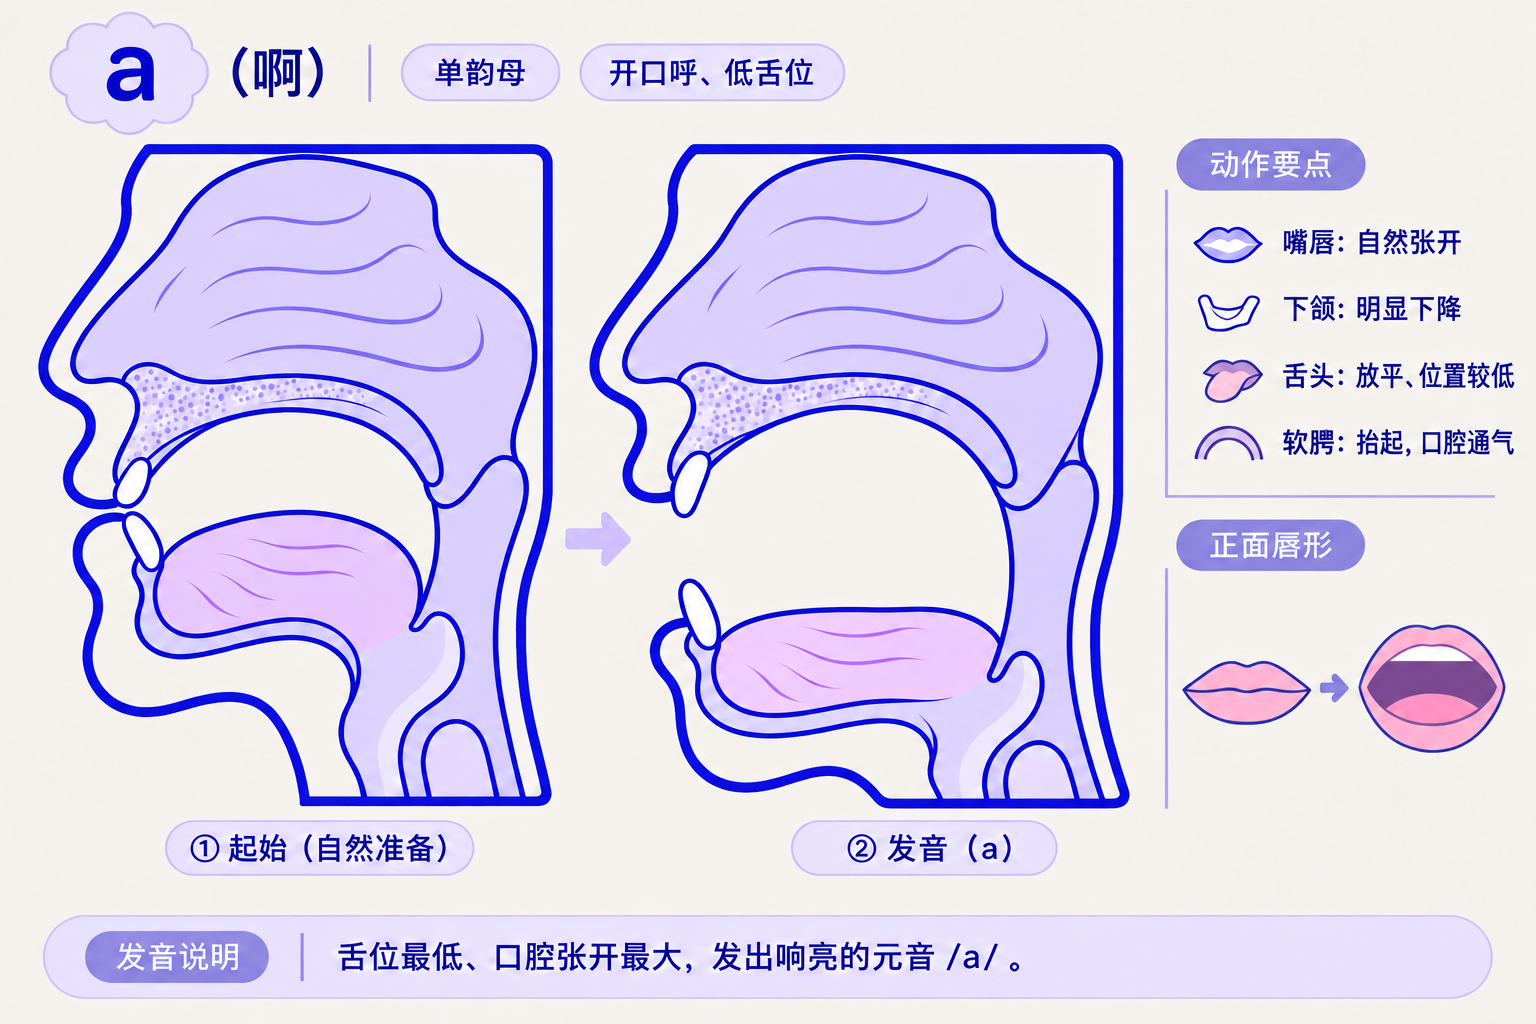 a （啊） 单韵母 开口呼、低舌位
动作要点
嘴唇：自然张开
下颌：明显下降
舌头：放平、位置较低
软腭：抬起，口腔通气
正面唇形
① 起始（自然准备）
② 发音（a）
发音说明 舌位最低、口腔张开最大，发出响亮的元音 /a/ 。